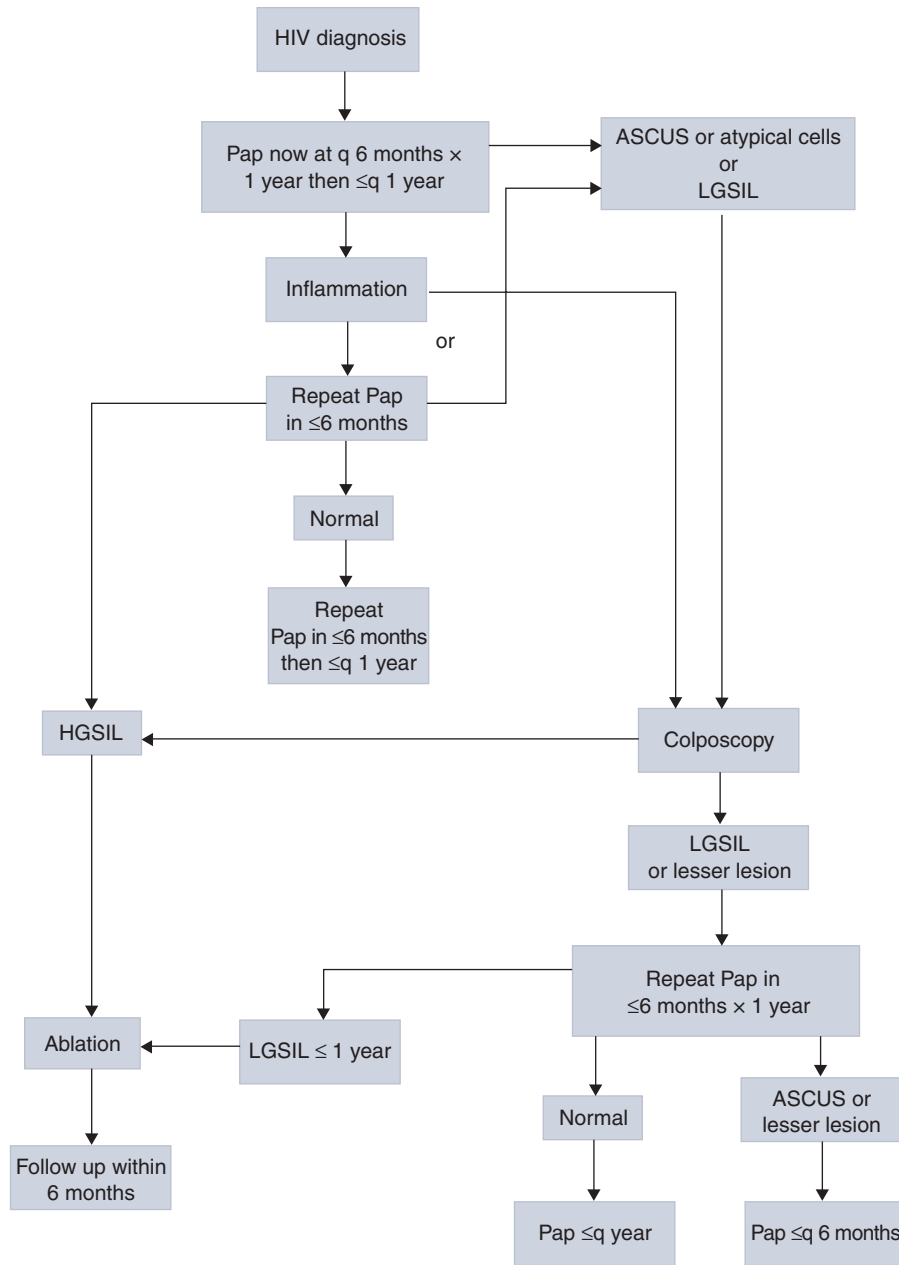 HIV diagnosis
Pap now at q 6 months ×
1 year then ≤q 1 year
ASCUS or atypical cells
or
LGSIL
Inflammation
or
Repeat Pap
in ≤6 months
Normal
Repeat
Pap in ≤6 months
then ≤q 1 year
HGSIL
Colposcopy
LGSIL
or lesser lesion
Repeat Pap in
≤6 months × 1 year
Ablation
LGSIL ≤ 1 year
Normal
ASCUS or
lesser lesion
Follow up within
6 months
Pap ≤q year
Pap ≤q 6 months